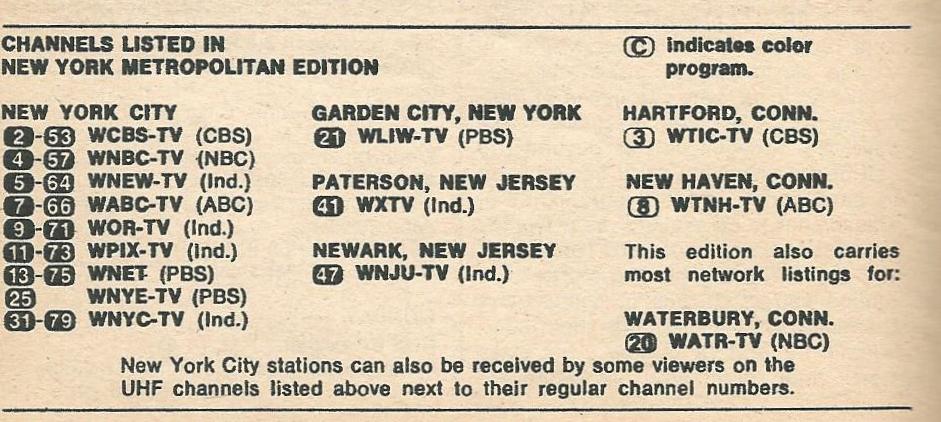 CHANNELS LISTED IN
NEW YORK METROPOLITAN EDITION
C indicates color
program.
NEW YORK CITY
2-53 WCBS-TV (CBS)
4-57 WNBC-TV (NBC)
5-64 WNEW-TV (Ind.)
7-66 WABC-TV (ABC)
9-71 WOR-TV (Ind.)
11-73 WPIX-TV (Ind.)
13-75 WNET (PBS)
25 WNYE-TV (PBS)
31-79 WNYC-TV (Ind.)
GARDEN CITY, NEW YORK
21 WLIW-TV (PBS)
PATERSON, NEW JERSEY
41 WXTV (Ind.)
NEWARK, NEW JERSEY
47 WNJU-TV (Ind.)
HARTFORD, CONN.
3 WTIC-TV (CBS)
NEW HAVEN, CONN.
8 WTNH-TV (ABC)
This edition also carries
most network listings for:
WATERBURY, CONN.
20 WATR-TV (NBC)
New York City stations can also be received by some viewers on the
UHF channels listed above next to their regular channel numbers.